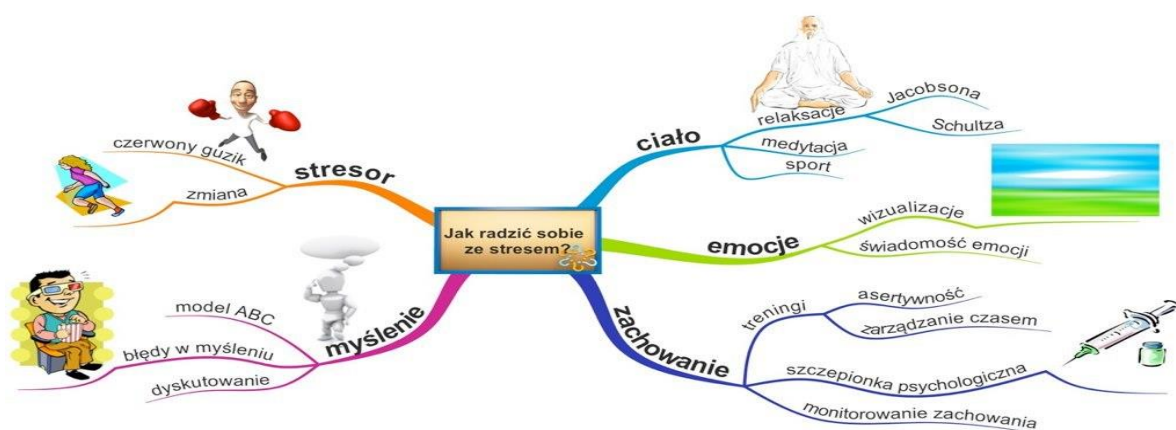 Jak radzić sobie
ze stresem?
stresor
czerwony guzik
zmiana
myślenie
model ABC
błędy w myśleniu
dyskutowanie
ciało
relaksacje
Jacobsona
Schultza
medytacja
sport
emocje
wizualizacje
świadomość emocji
zachowanie
treningi
asertywność
zarządzanie czasem
szczepionka psychologiczna
monitorowanie zachowania